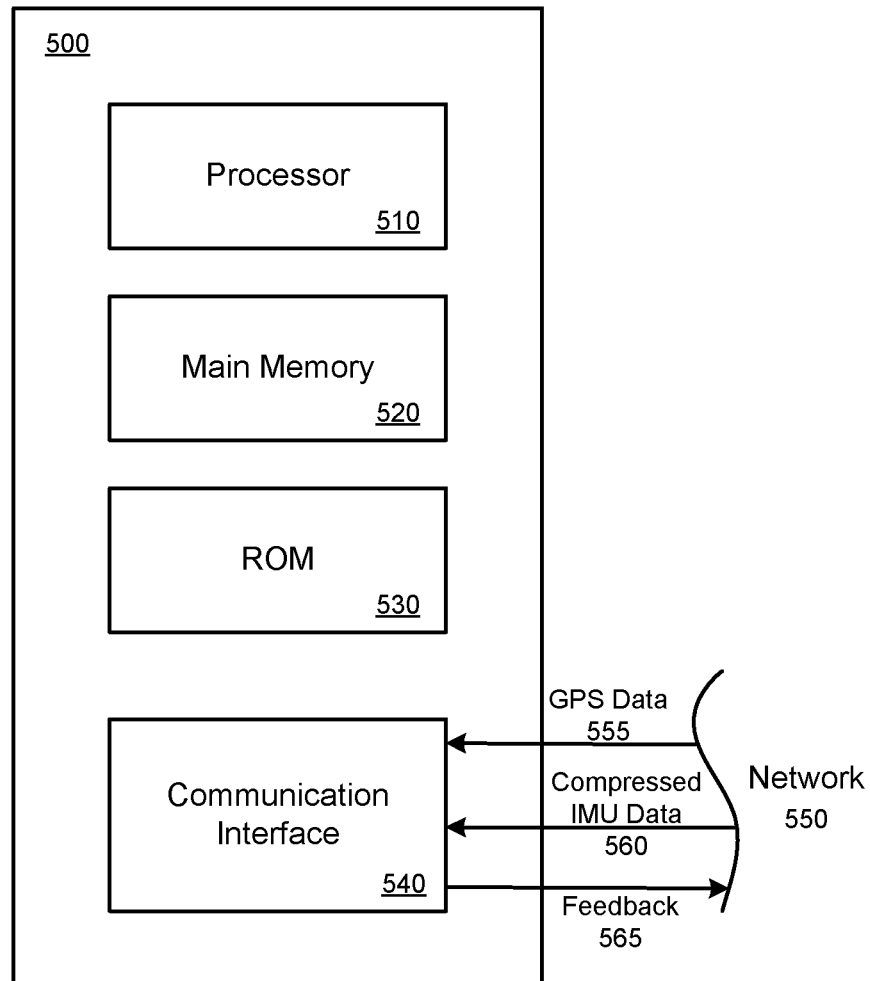 500
Processor
510
Main Memory
520
ROM
530
Communication
Interface
540
GPS Data
555
Compressed
IMU Data
560
Feedback
565
Network
550